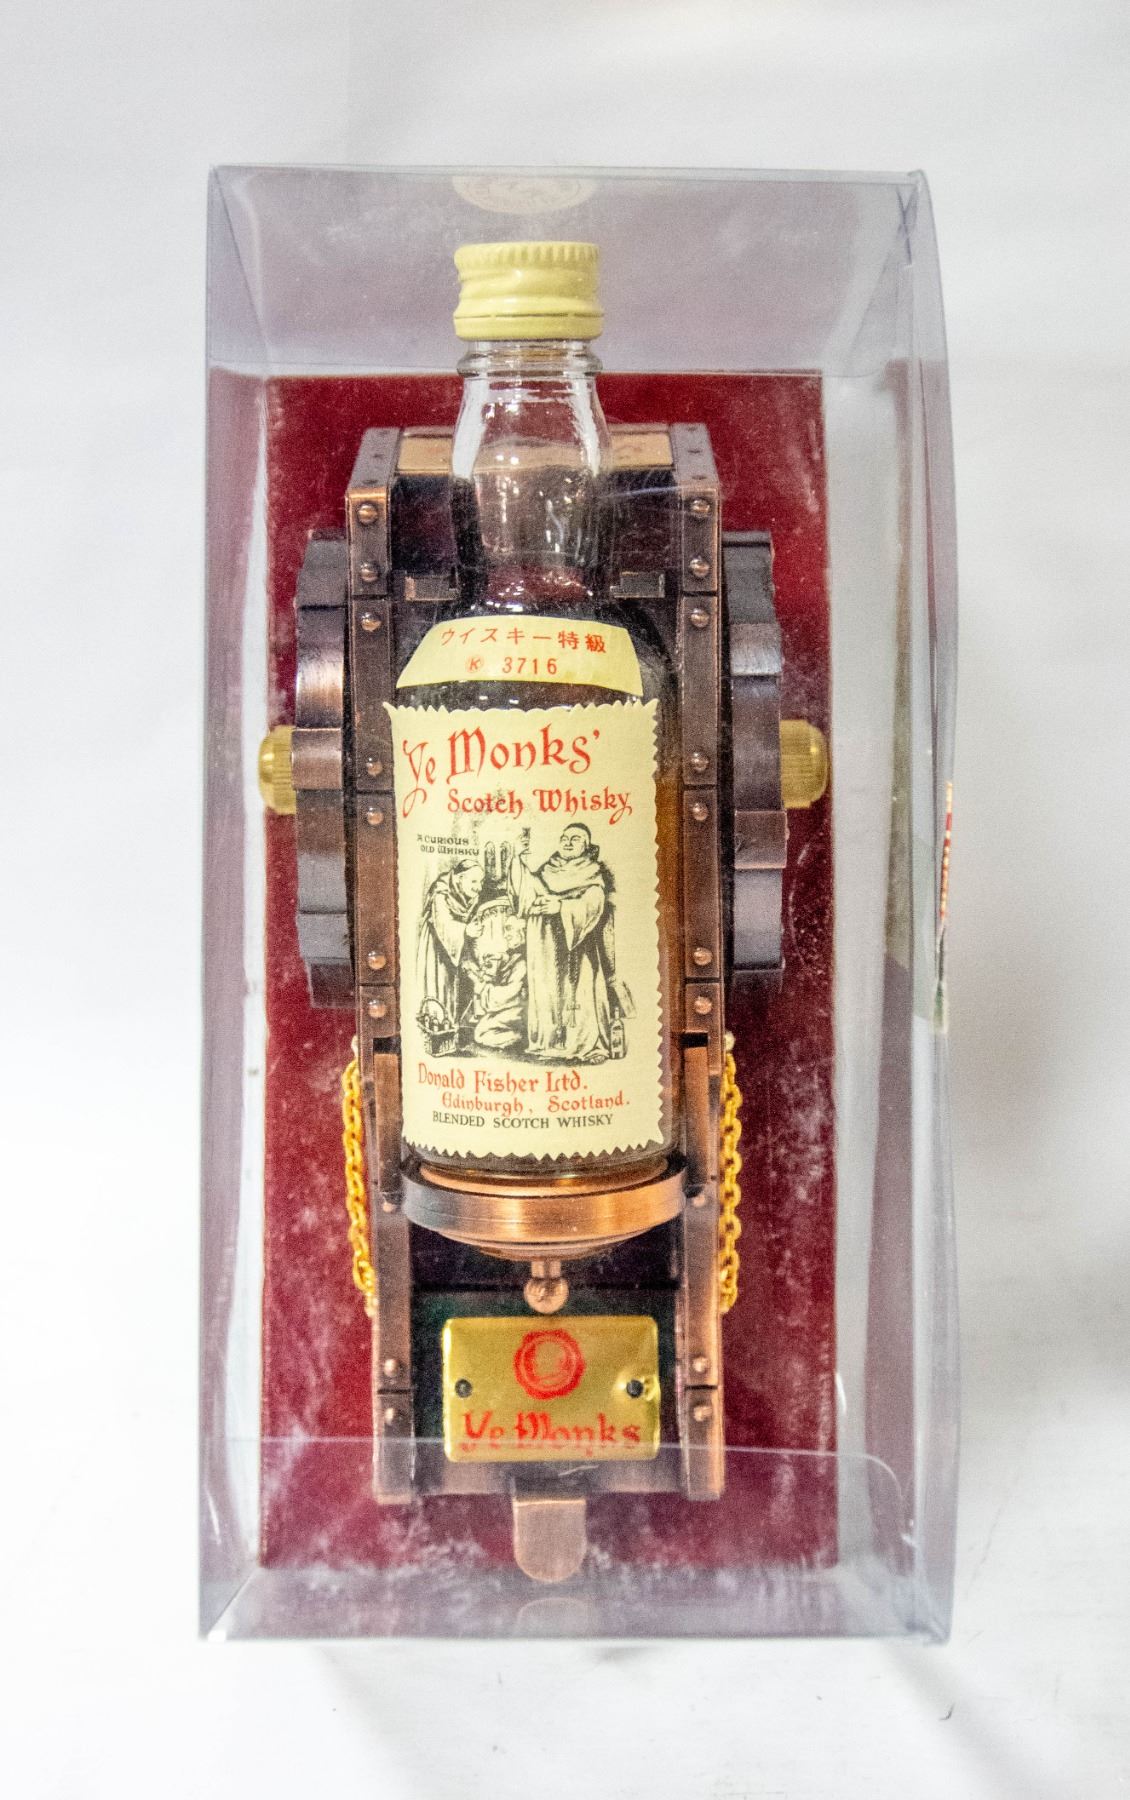 ウイスキー特級
Ⓚ 3716
Ye Monks'
Scotch Whisky
A CURIOUS
OLD WHISKY
Donald Fisher Ltd.
Edinburgh, Scotland.
BLENDED SCOTCH WHISKY
Ye Monks